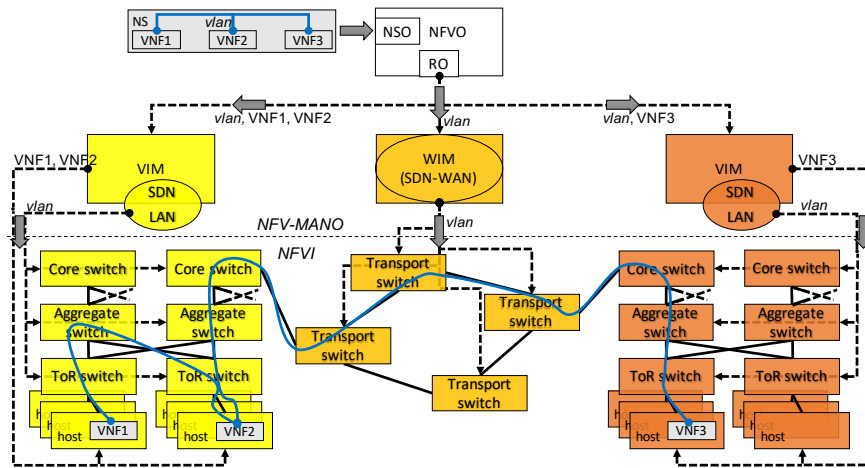 NS
vlan
VNF1
VNF2
VNF3
NSO
NFVO
RO
vlan, VNF1, VNF2
vlan
vlan, VNF3
VNF1, VNF2
VIM
SDN
LAN
WIM
(SDN-WAN)
VIM
SDN
LAN
VNF3
vlan
vlan
vlan
NFV-MANO
NFVI
Core switch
Core switch
Transport
switch
Core switch
Core switch
Aggregate
switch
Aggregate
switch
Transport
switch
Transport
switch
Aggregate
switch
Aggregate
switch
ToR switch
ToR switch
Transport
switch
ToR switch
ToR switch
host
host
host
host
host
host
host
host
VNF1
VNF2
VNF3